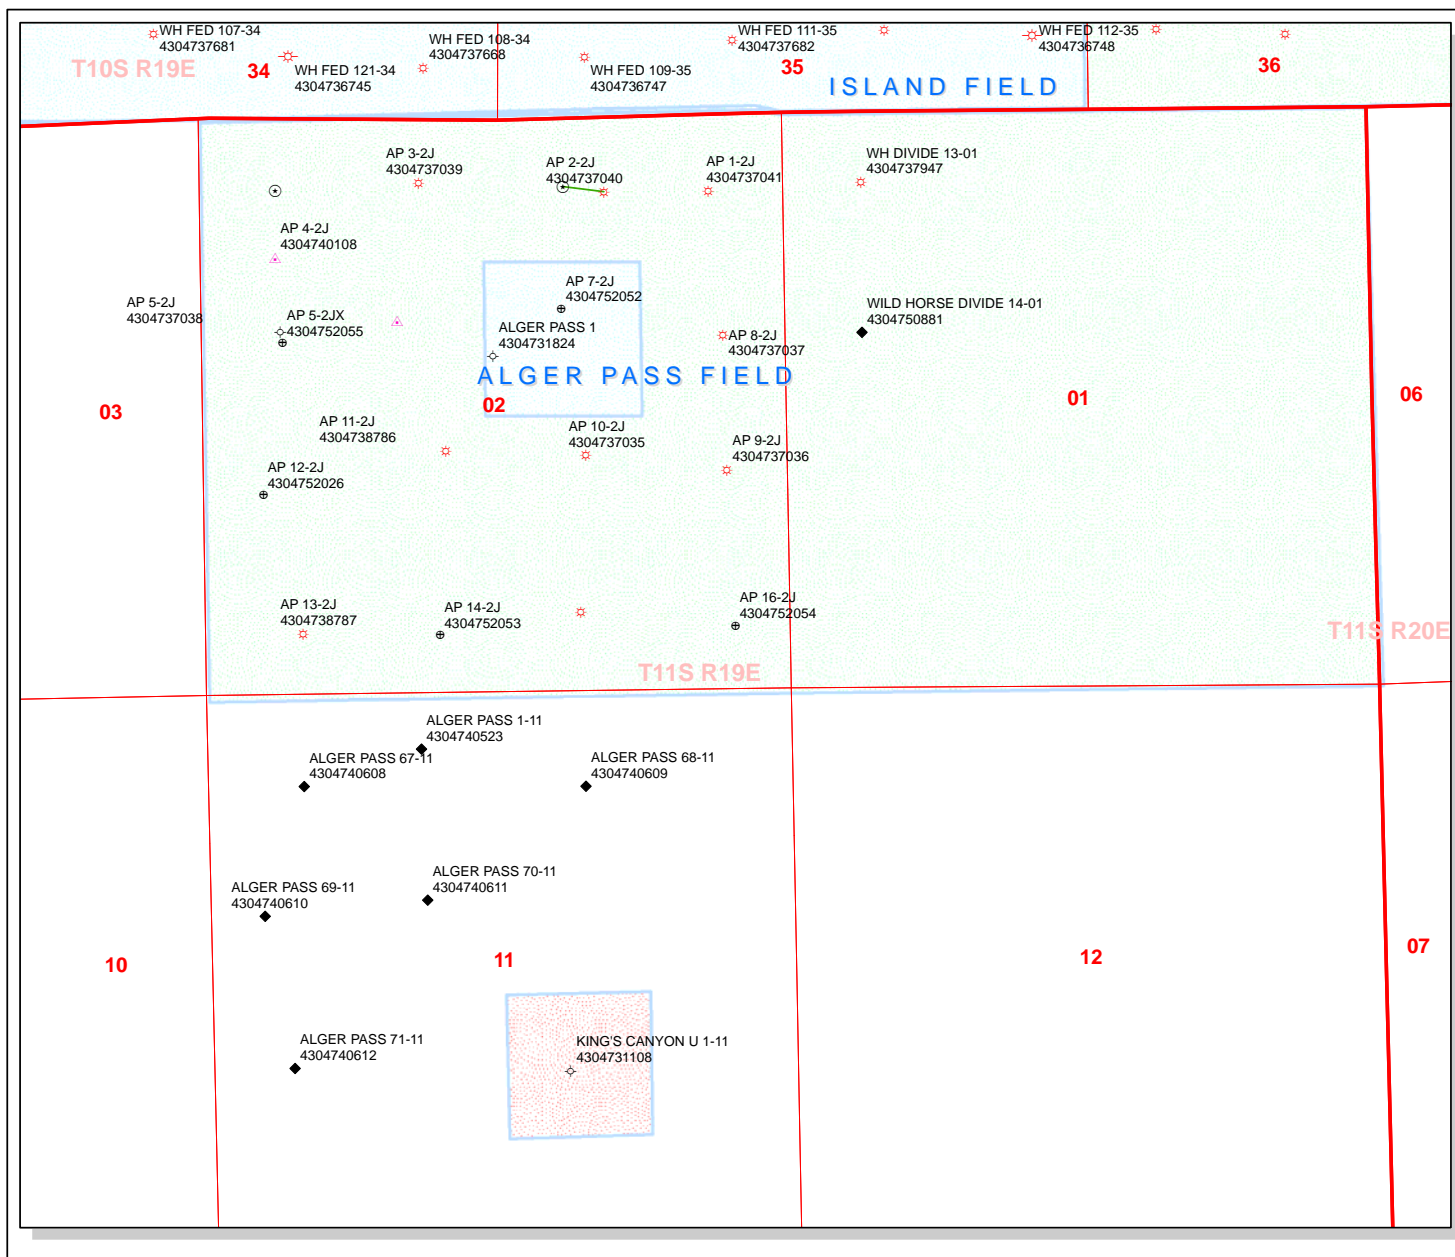 WH FED 107-34
4304737681
T10S R19E
34
WH FED 121-34
4304736745
WH FED 108-34
4304737668
WH FED 109-35
4304736747
WH FED 111-35
4304737682
35
ISLAND FIELD
WH FED 112-35
4304736748
36
AP 3-2J
4304737039
AP 2-2J
4304737040
AP 1-2J
4304737041
WH DIVIDE 13-01
4304737947
AP 4-2J
4304740108
AP 5-2J
4304737038
AP 5-2JX
4304752055
AP 7-2J
4304752052
ALGER PASS 1
4304731824
AP 8-2J
4304737037
WILD HORSE DIVIDE 14-01
4304750881
ALGER PASS FIELD
03
02
01
06
AP 11-2J
4304738786
AP 10-2J
4304737035
AP 9-2J
4304737036
AP 12-2J
4304752026
AP 13-2J
4304738787
AP 14-2J
4304752053
AP 16-2J
4304752054
T11S R20E
T11S R19E
ALGER PASS 1-11
4304740523
ALGER PASS 67-11
4304740608
ALGER PASS 68-11
4304740609
ALGER PASS 70-11
4304740611
ALGER PASS 69-11
4304740610
10
11
12
07
ALGER PASS 71-11
4304740612
KING'S CANYON U 1-11
4304731108